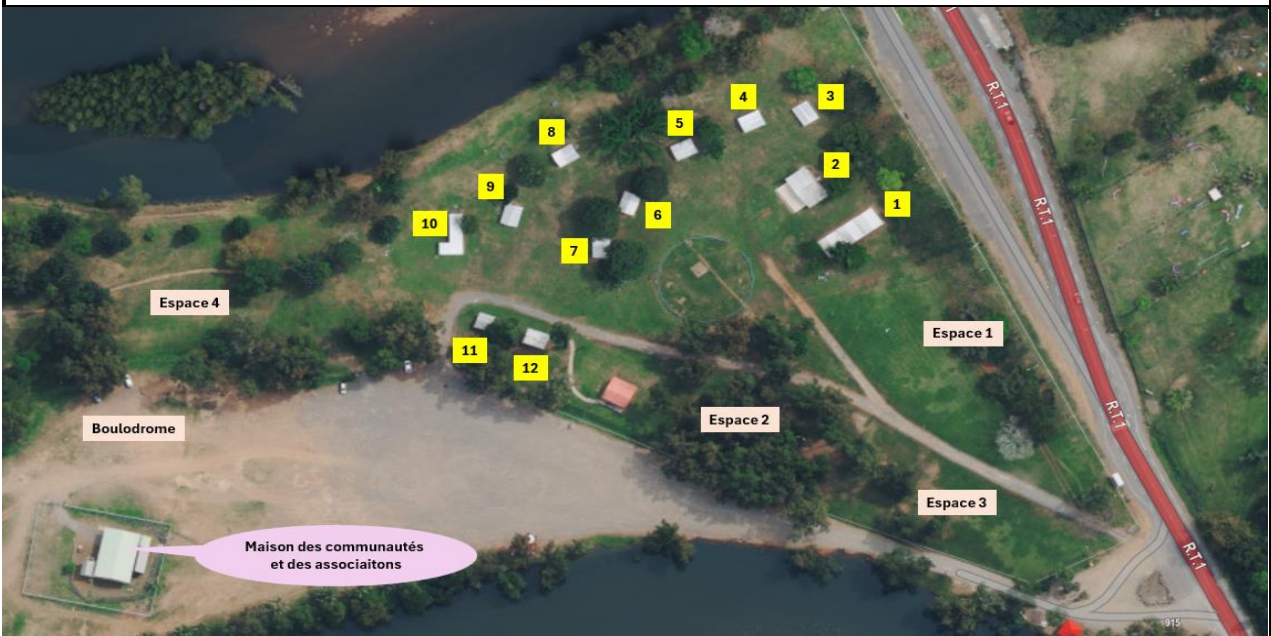 R.T.1
4
3
5
8
2
9
1
6
10
R.T.1
7
Espace 4
Espace 1
11
12
R.T.1
Espace 2
Boulodrome
Espace 3
Maison des communautés
et des associaitons
R.T.1
915